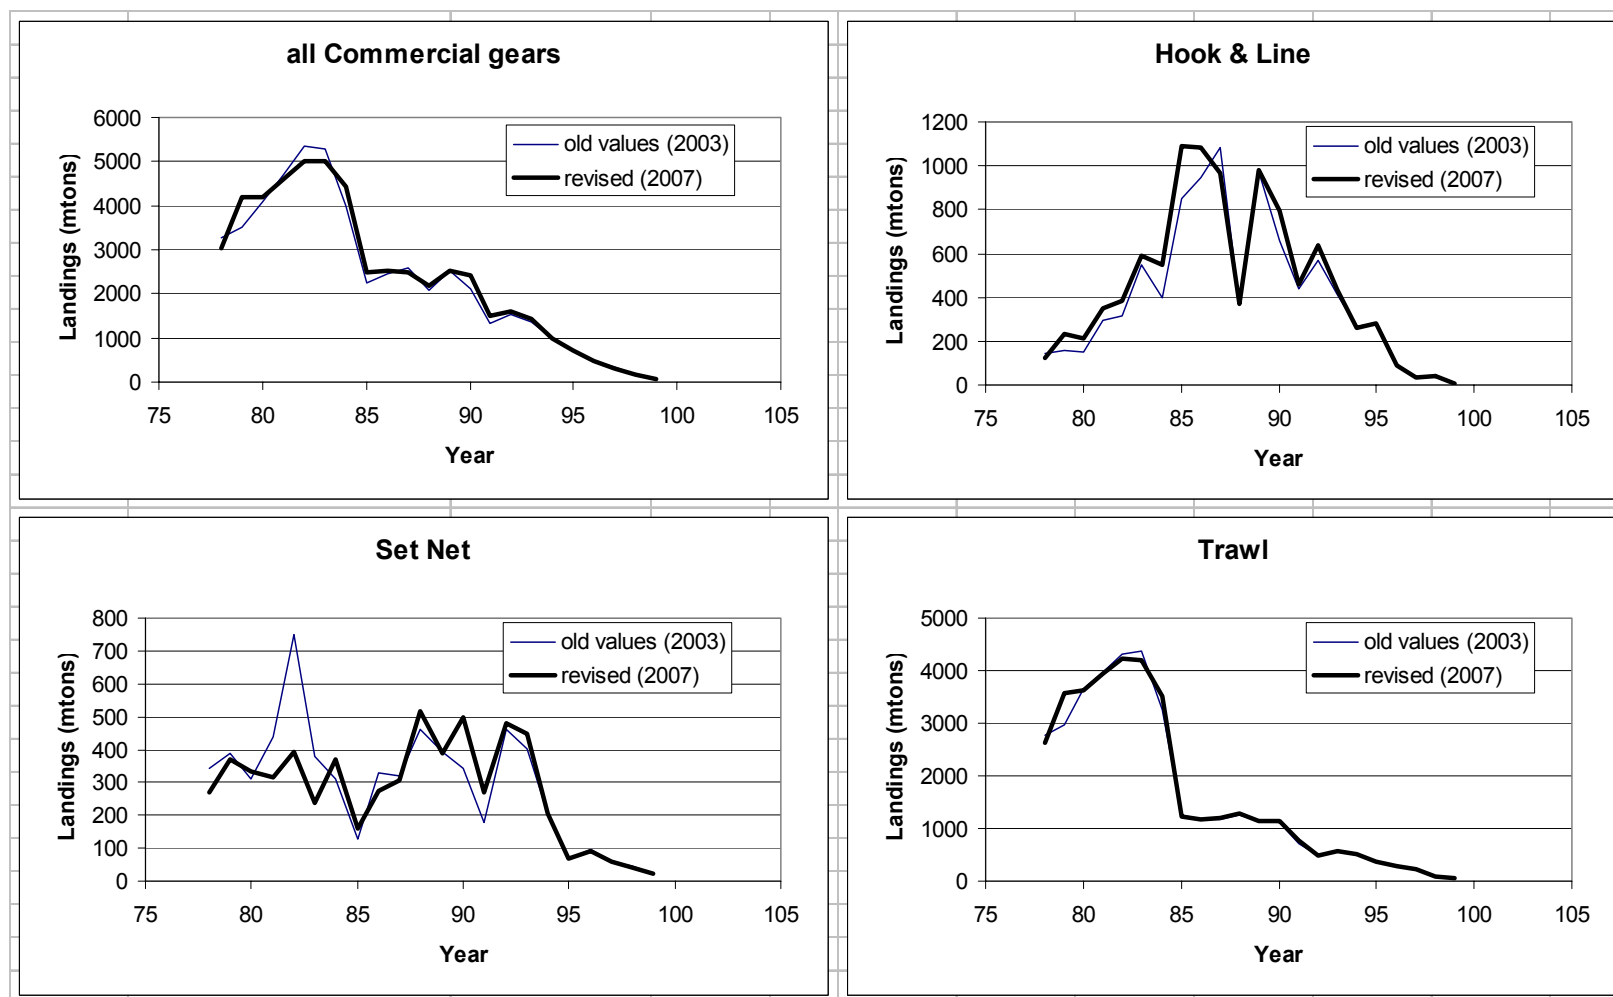 all Commercial gears
6000
5000
4000
3000
2000
1000
0
Landings (mtons)
old values (2003)
revised (2007)
75 80 85 90 95 100 105
Year
Hook & Line
1200
1000
800
600
400
200
0
Landings (mtons)
old values (2003)
revised (2007)
75 80 85 90 95 100 105
Year
Set Net
800
700
600
500
400
300
200
100
0
Landings (mtons)
old values (2003)
revised (2007)
75 80 85 90 95 100 105
Year
Trawl
5000
4000
3000
2000
1000
0
Landings (mtons)
old values (2003)
revised (2007)
75 80 85 90 95 100 105
Year